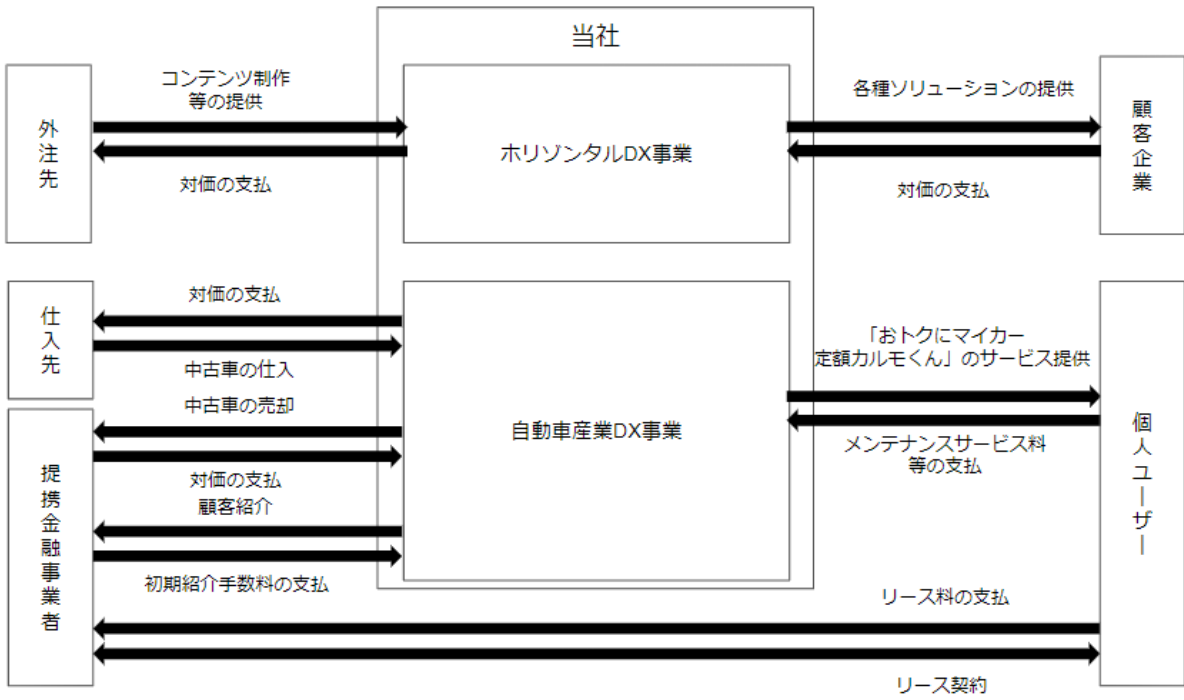 当社
外注先
コンテンツ制作
等の提供
対価の支払
ホリゾンタルDX事業
各種ソリューションの提供
対価の支払
顧客企業
仕入先
対価の支払
中古車の仕入
提携金融事業者
中古車の売却
対価の支払
顧客紹介
初期紹介手数料の支払
自動車産業DX事業
「おトクにマイカー
定額カルモくん」のサービス提供
メンテナンスサービス料
等の支払
個人ユーザー
リース料の支払
リース契約